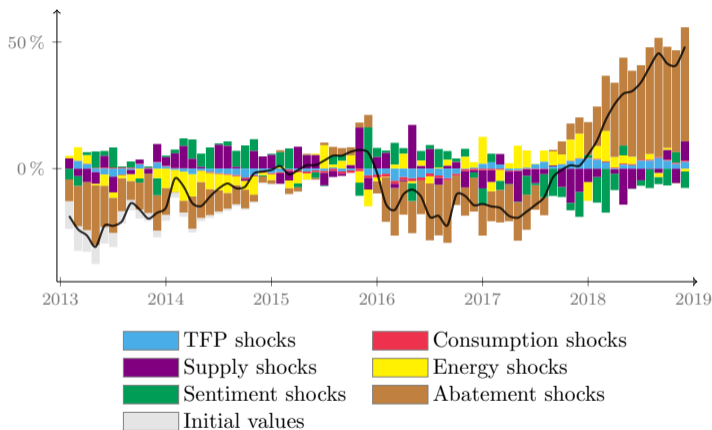 50 %
0 %
2013 2014 2015 2016 2017 2018 2019
TFP shocks Consumption shocks
Supply shocks Energy shocks
Sentiment shocks Abatement shocks
Initial values